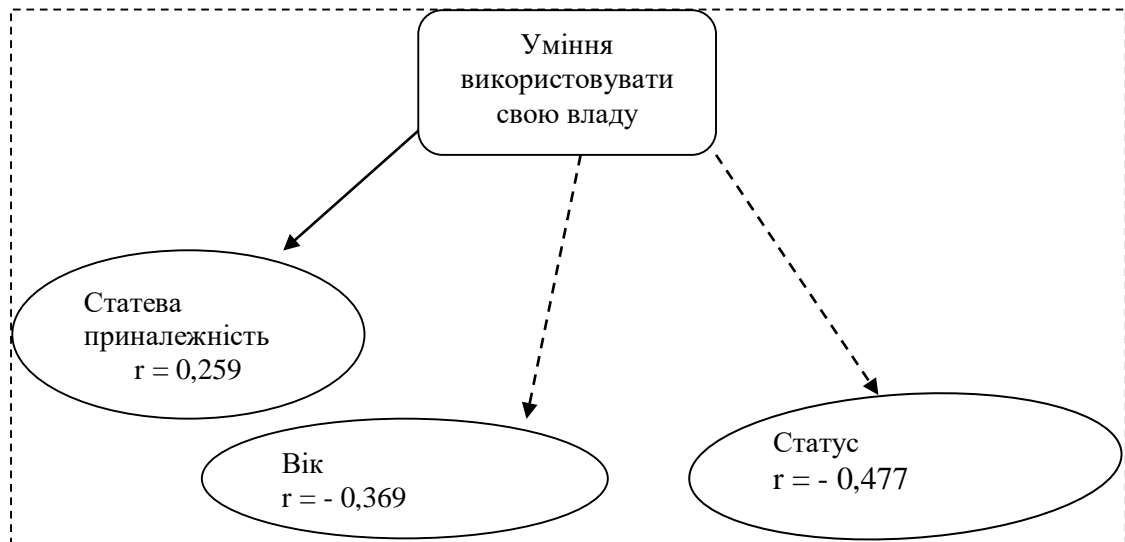 Уміння
використовувати
свою владу
Статева
приналежність
r = 0,259
Вік
r = - 0,369
Статус
r = - 0,477